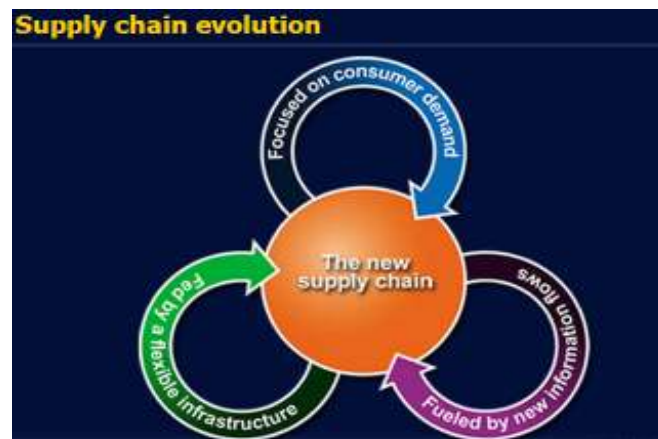 Supply chain evolution
Focused on consumer demand
The new
supply chain
Fed by a flexible infrastructure
Fueled by new information flows